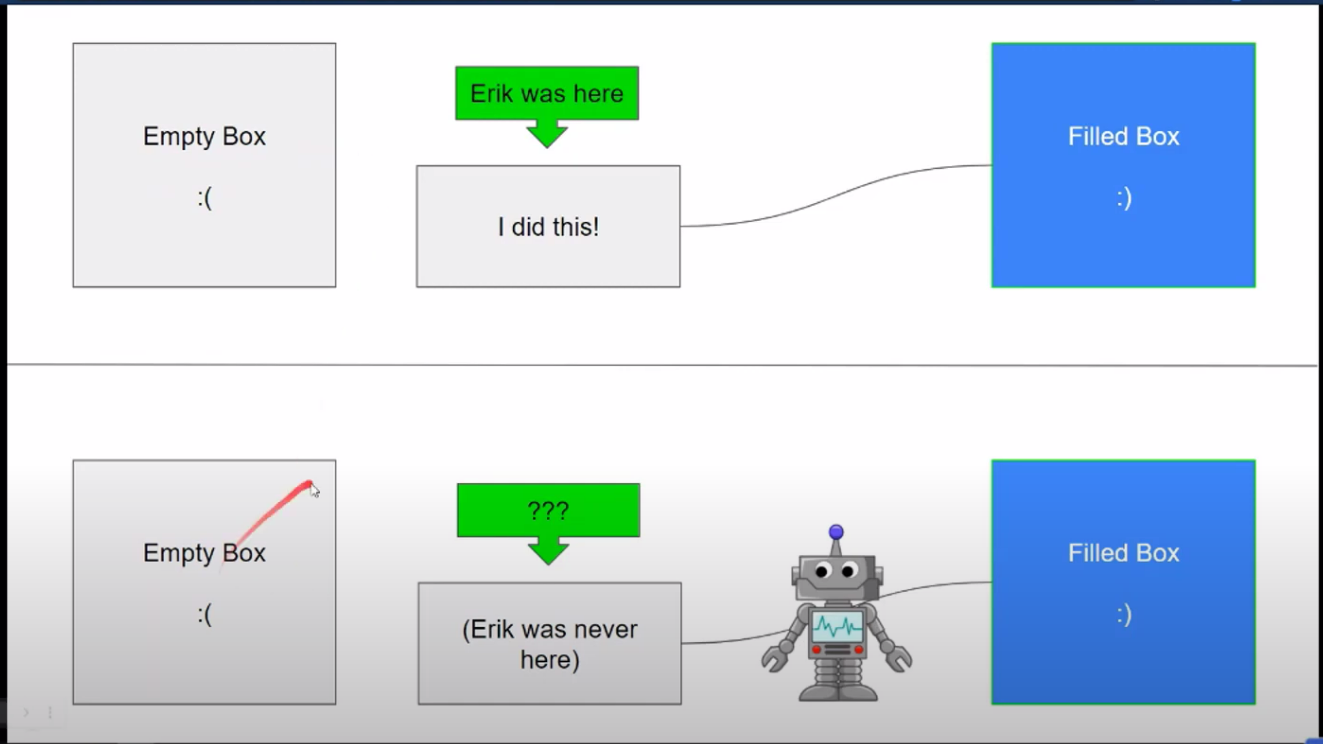 Empty Box
:(
Erik was here
I did this!
Filled Box
:)
Empty Box
:(
???
(Erik was never
here)
Filled Box
:)